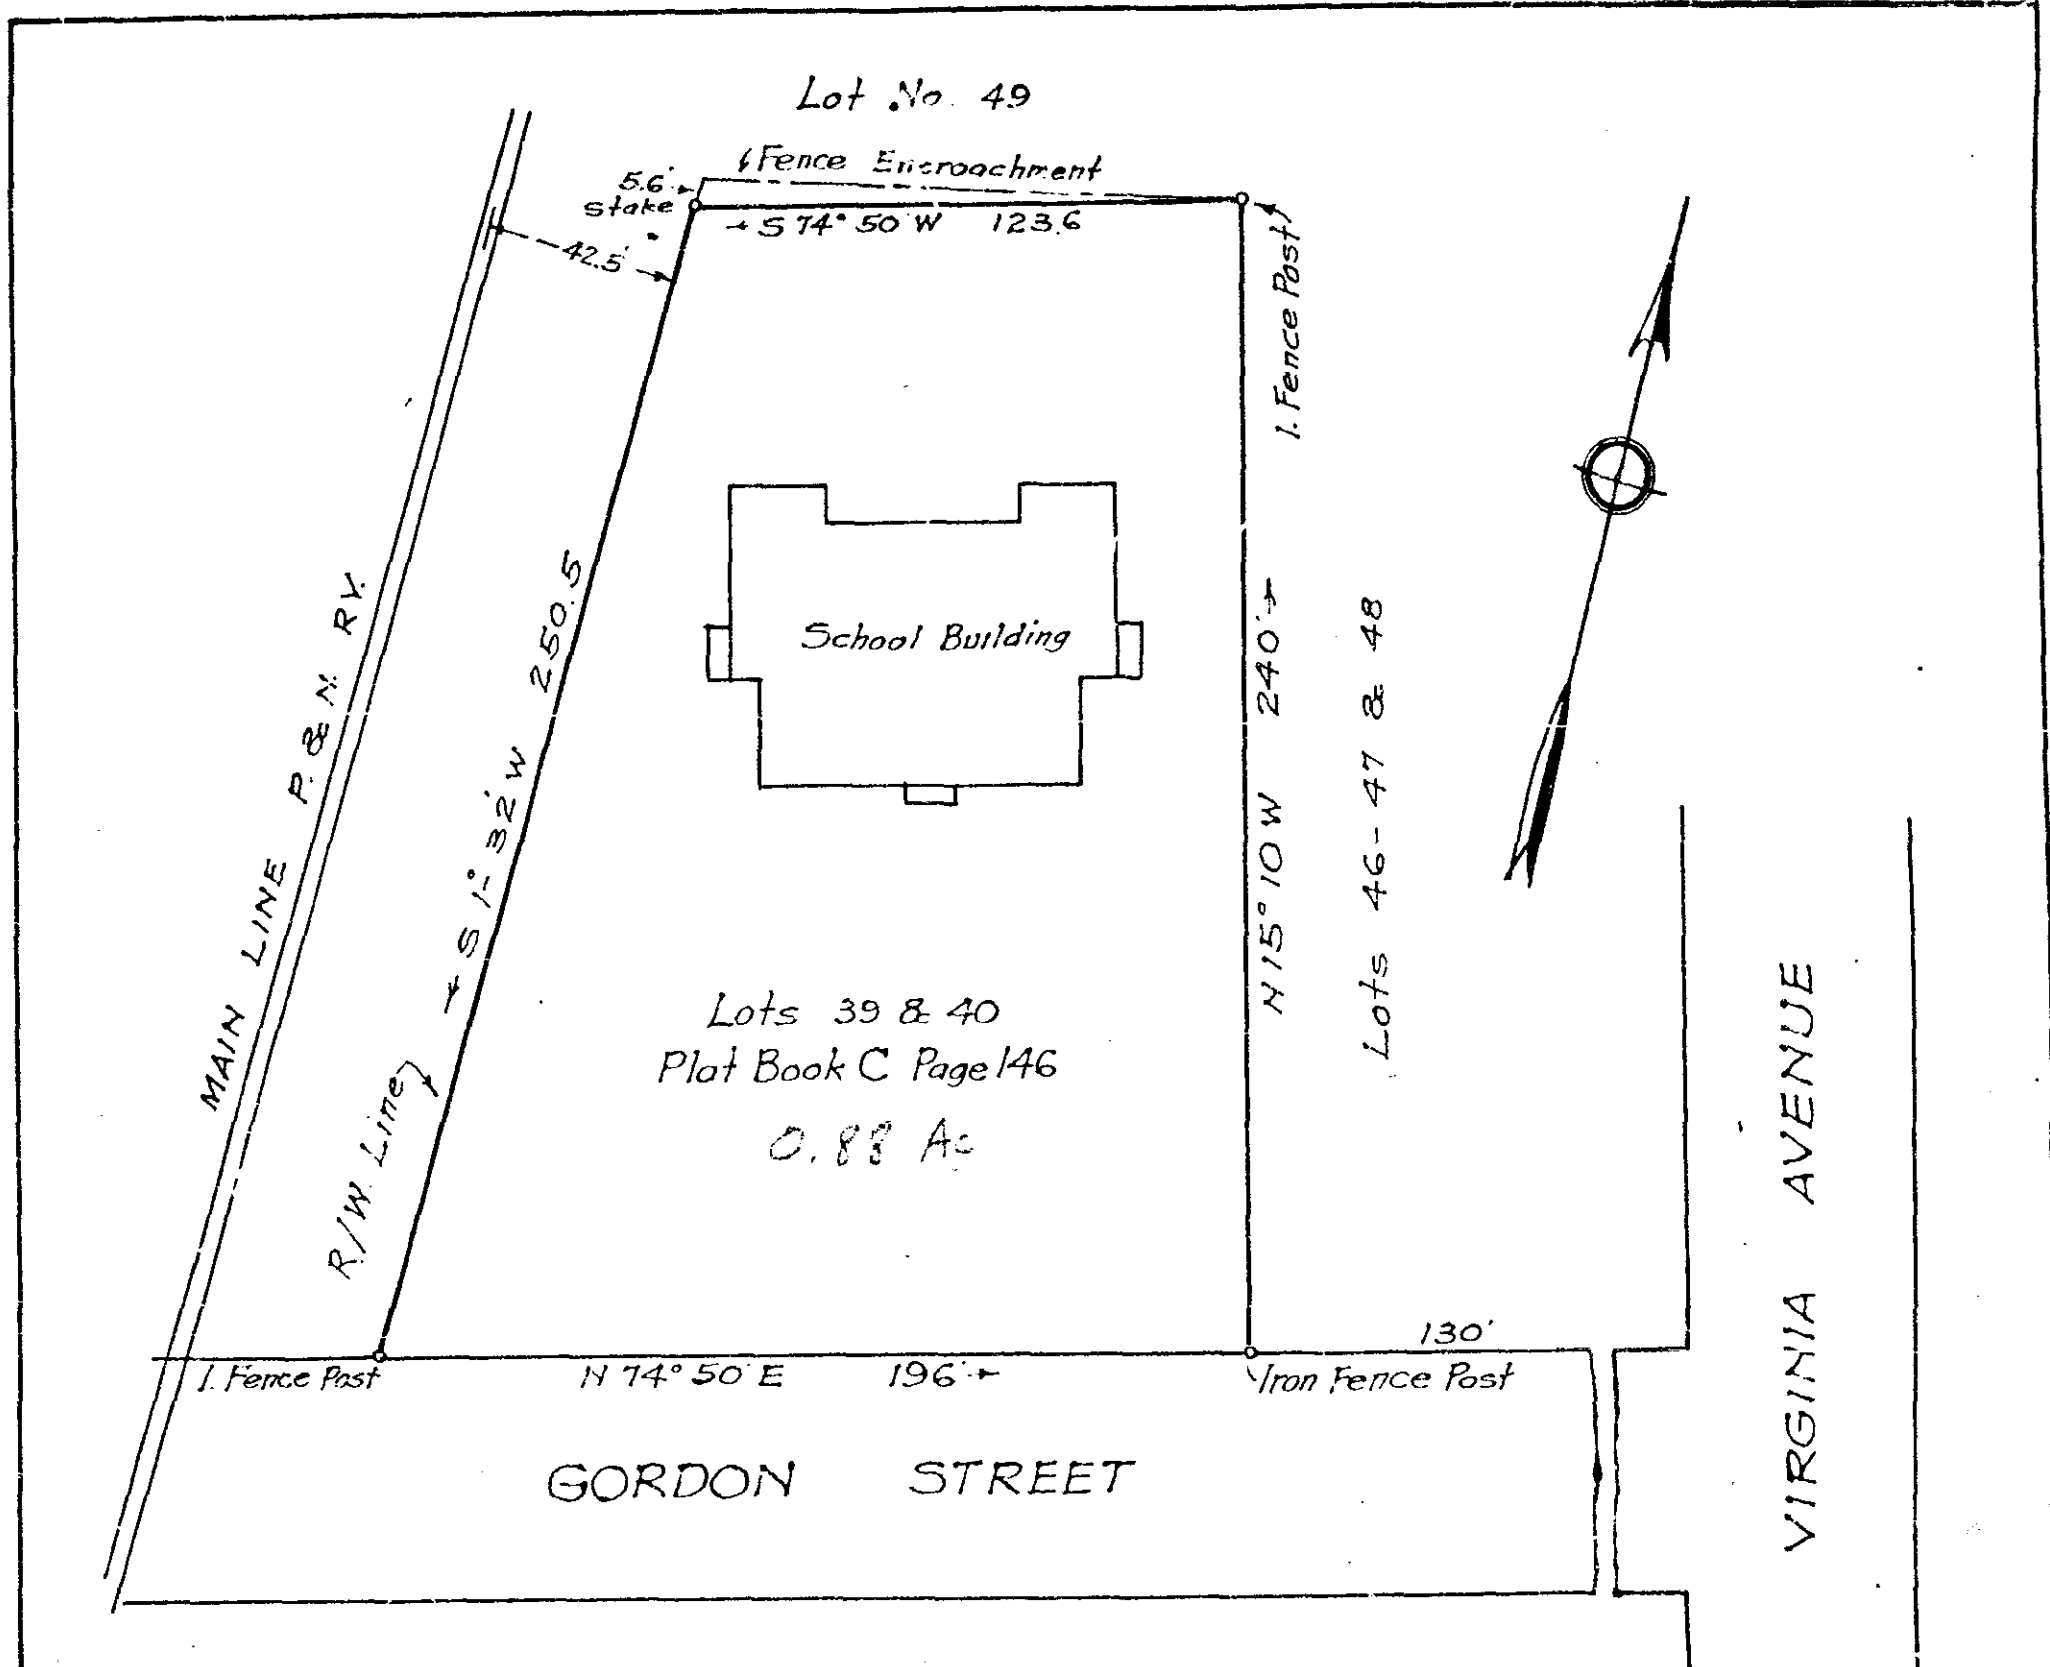 Lot No. 49
Fence Encroachment
5.6'
stake
S 74° 50' W 123.6
42.5'
I. Fence Post
MAIN LINE P. & N. RY.
S 1°-32' W 250.5
School Building
N 15° 10 W 240'
Lots 46-47 & 48
Lots 39 & 40
Plat Book C Page 146
0.88 Ac
R/W Line
VIRGINIA AVENUE
130'
I. Fence Post
N 74° 50' E 196'
Iron Fence Post
GORDON STREET